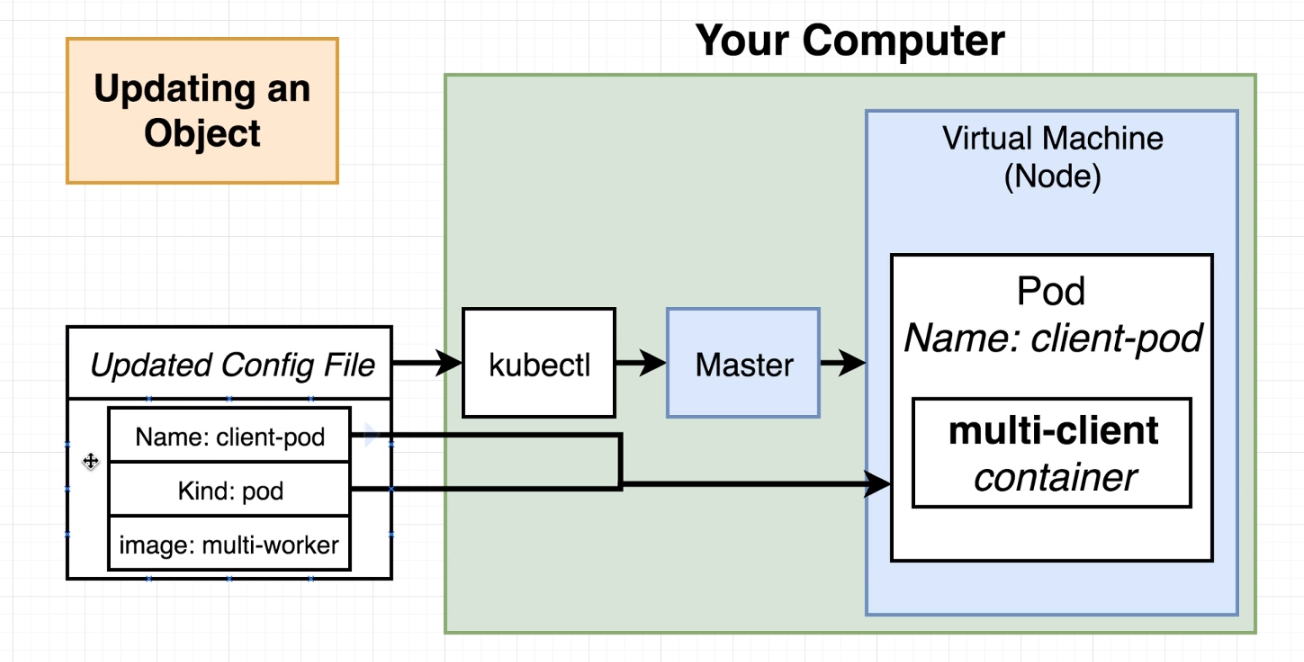 Your Computer
Updating an
Object
Virtual Machine
(Node)
Pod
Name: client-pod
multi-client
container
Updated Config File
kubectl
Master
Name: client-pod
Kind: pod
image: multi-worker